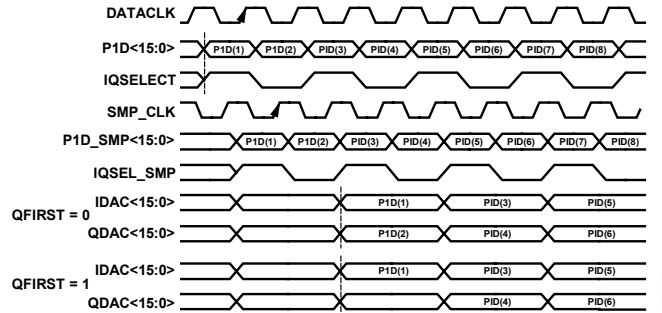 DATACLK
P1D<15:0> P1D(1) P1D(2) PID(3) PID(4) PID(5) PID(6) PID(7) PID(8)
IQSELECT
SMP_CLK
P1D_SMP<15:0> P1D(1) P1D(2) PID(3) PID(4) PID(5) PID(6) PID(7) PID(8)
IQSEL_SMP
QFIRST = 0
IDAC<15:0> P1D(1) PID(3) PID(5)
QDAC<15:0> P1D(2) PID(4) PID(6)
QFIRST = 1
IDAC<15:0> P1D(1) PID(3) PID(5)
QDAC<15:0> PID(4) PID(6)